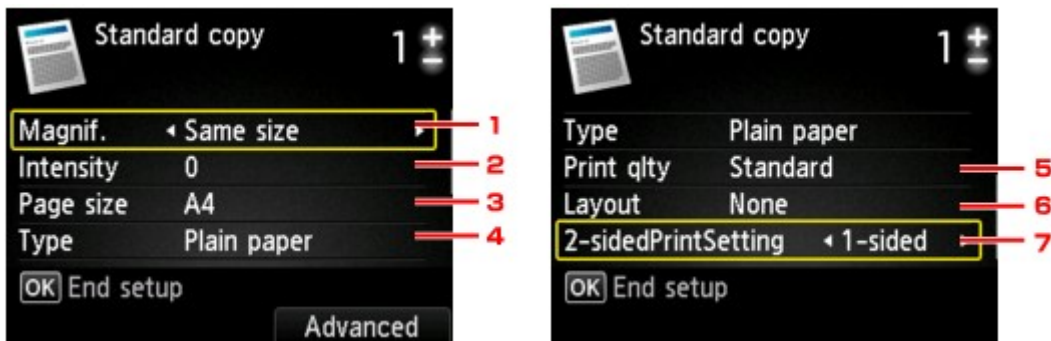 Standard copy 1 + -
Magnif. Same size 1
Intensity 0 2
Page size A4 3
Type Plain paper 4
OK End setup
Advanced
Standard copy 1 + -
Type Plain paper
Print qlty Standard 5
Layout None 6
2-sidedPrintSetting 1-sided 7
OK End setup